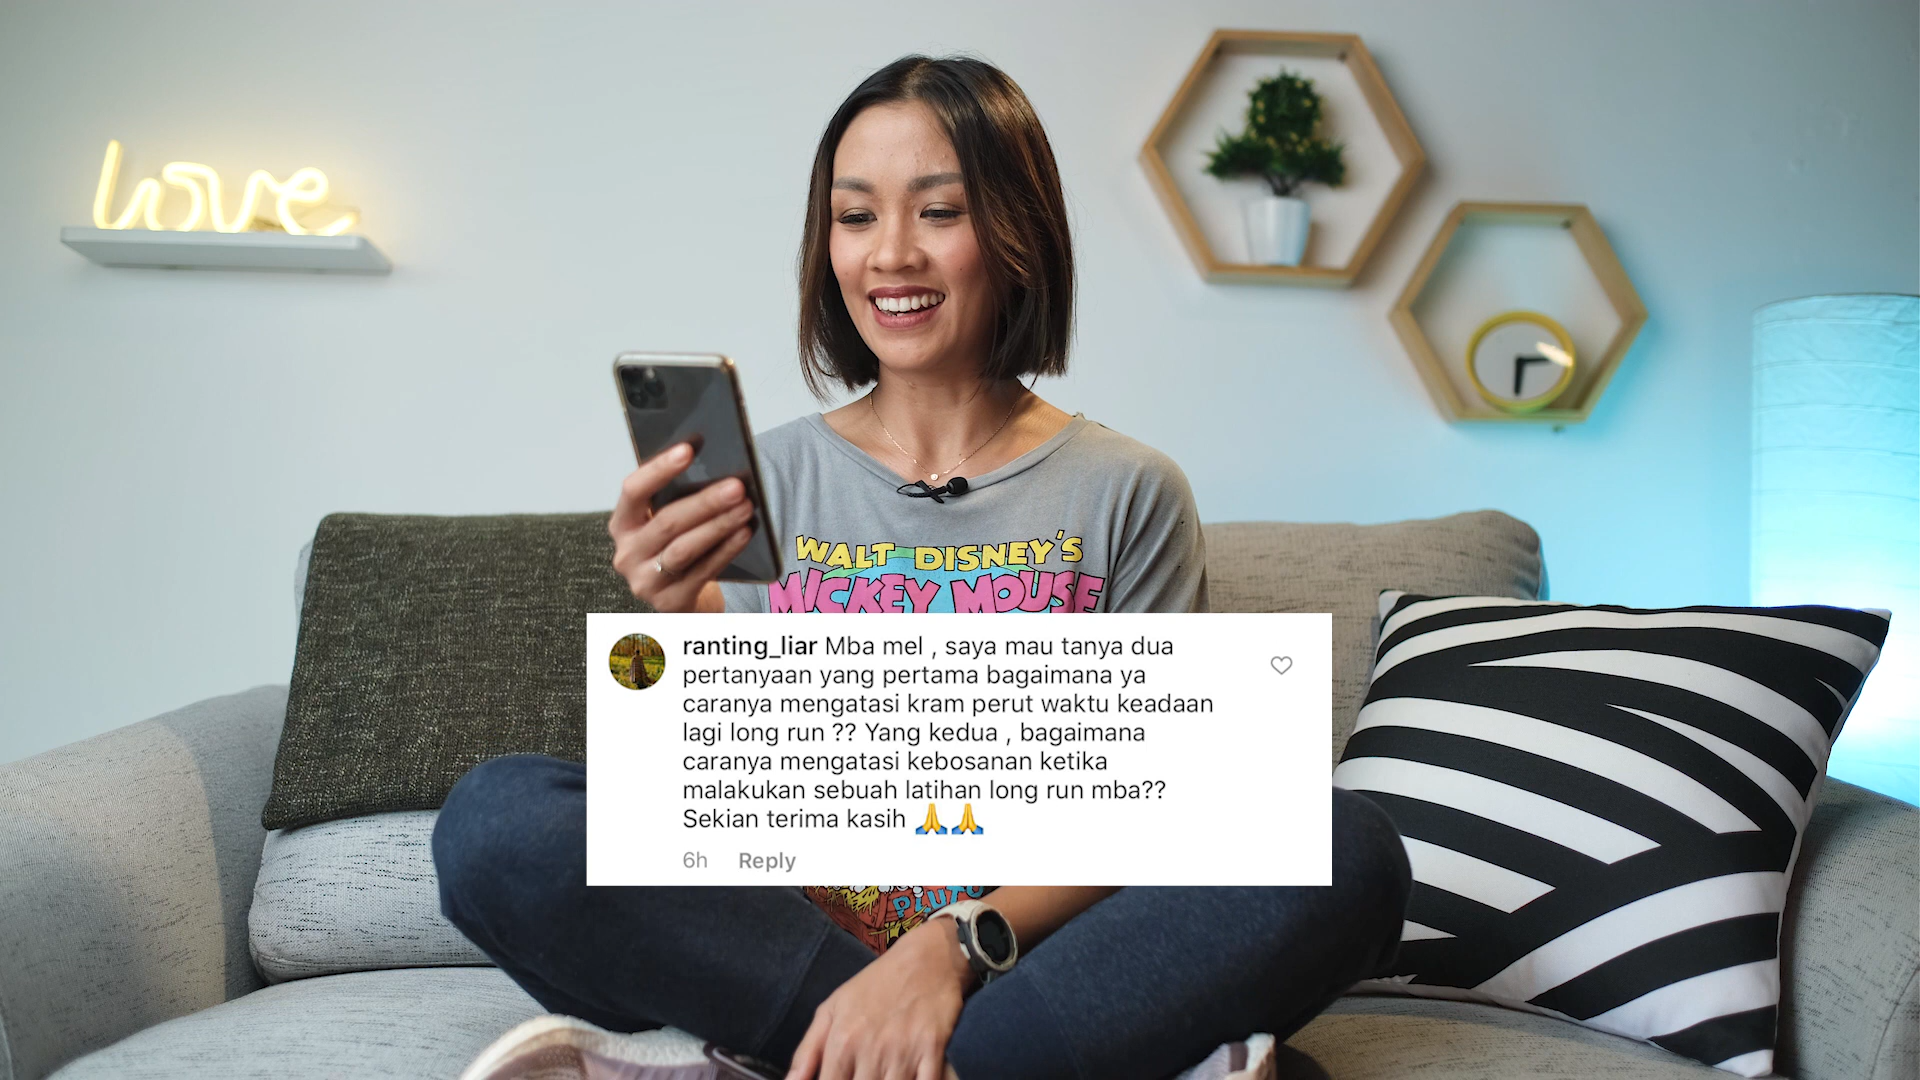 love
WALT DISNEY'S
MICKEY MOUSE
ranting_liar Mba mel , saya mau tanya dua
pertanyaan yang pertama bagaimana ya
caranya mengatasi kram perut waktu keadaan
lagi long run ?? Yang kedua , bagaimana
caranya mengatasi kebosanan ketika
malakukan sebuah latihan long run mba??
Sekian terima kasih 🙏🙏
6h Reply
PLUTO